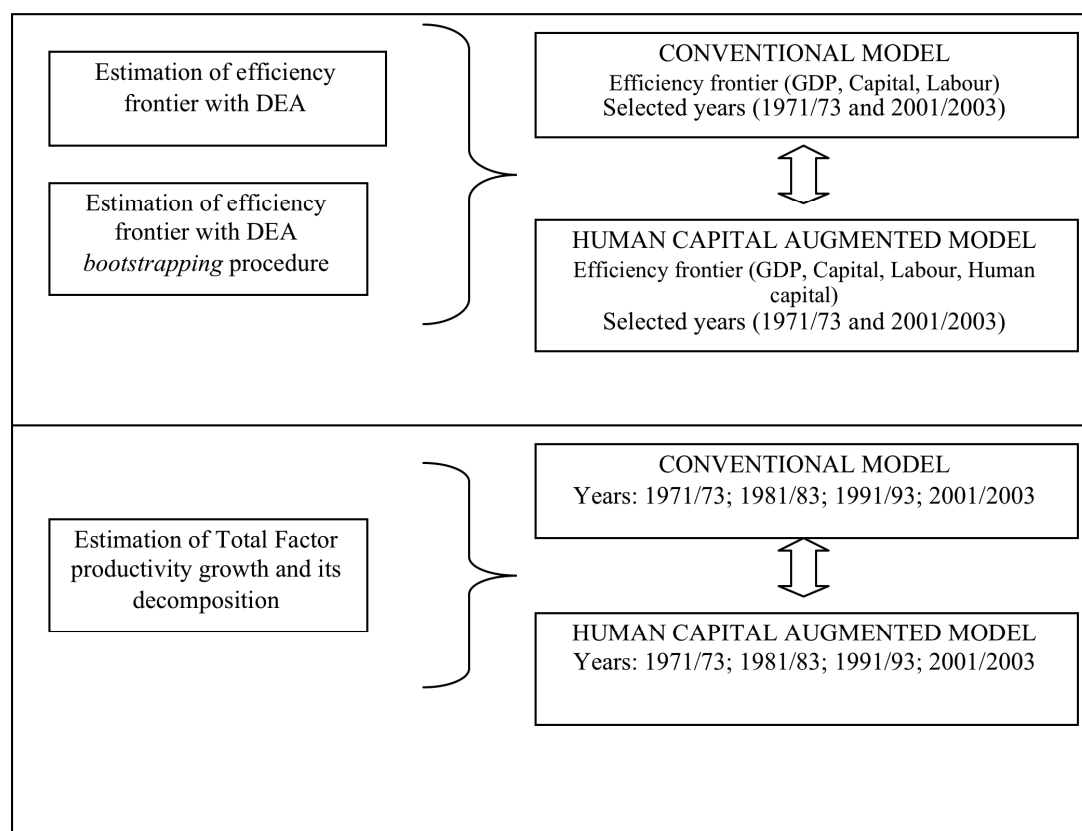 Estimation of efficiency
frontier with DEA
Estimation of efficiency
frontier with DEA
bootstrapping procedure
CONVENTIONAL MODEL
Efficiency frontier (GDP, Capital, Labour)
Selected years (1971/73 and 2001/2003)
HUMAN CAPITAL AUGMENTED MODEL
Efficiency frontier (GDP, Capital, Labour, Human
capital)
Selected years (1971/73 and 2001/2003)
Estimation of Total Factor
productivity growth and its
decomposition
CONVENTIONAL MODEL
Years: 1971/73; 1981/83; 1991/93; 2001/2003
HUMAN CAPITAL AUGMENTED MODEL
Years: 1971/73; 1981/83; 1991/93; 2001/2003